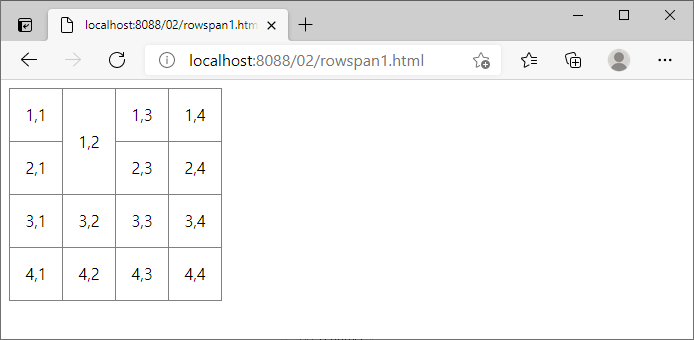 localhost:8088/02/rowspan1.htm
localhost:8088/02/rowspan1.html
1,1 1,2 1,3 1,4
2,1 2,3 2,4
3,1 3,2 3,3 3,4
4,1 4,2 4,3 4,4